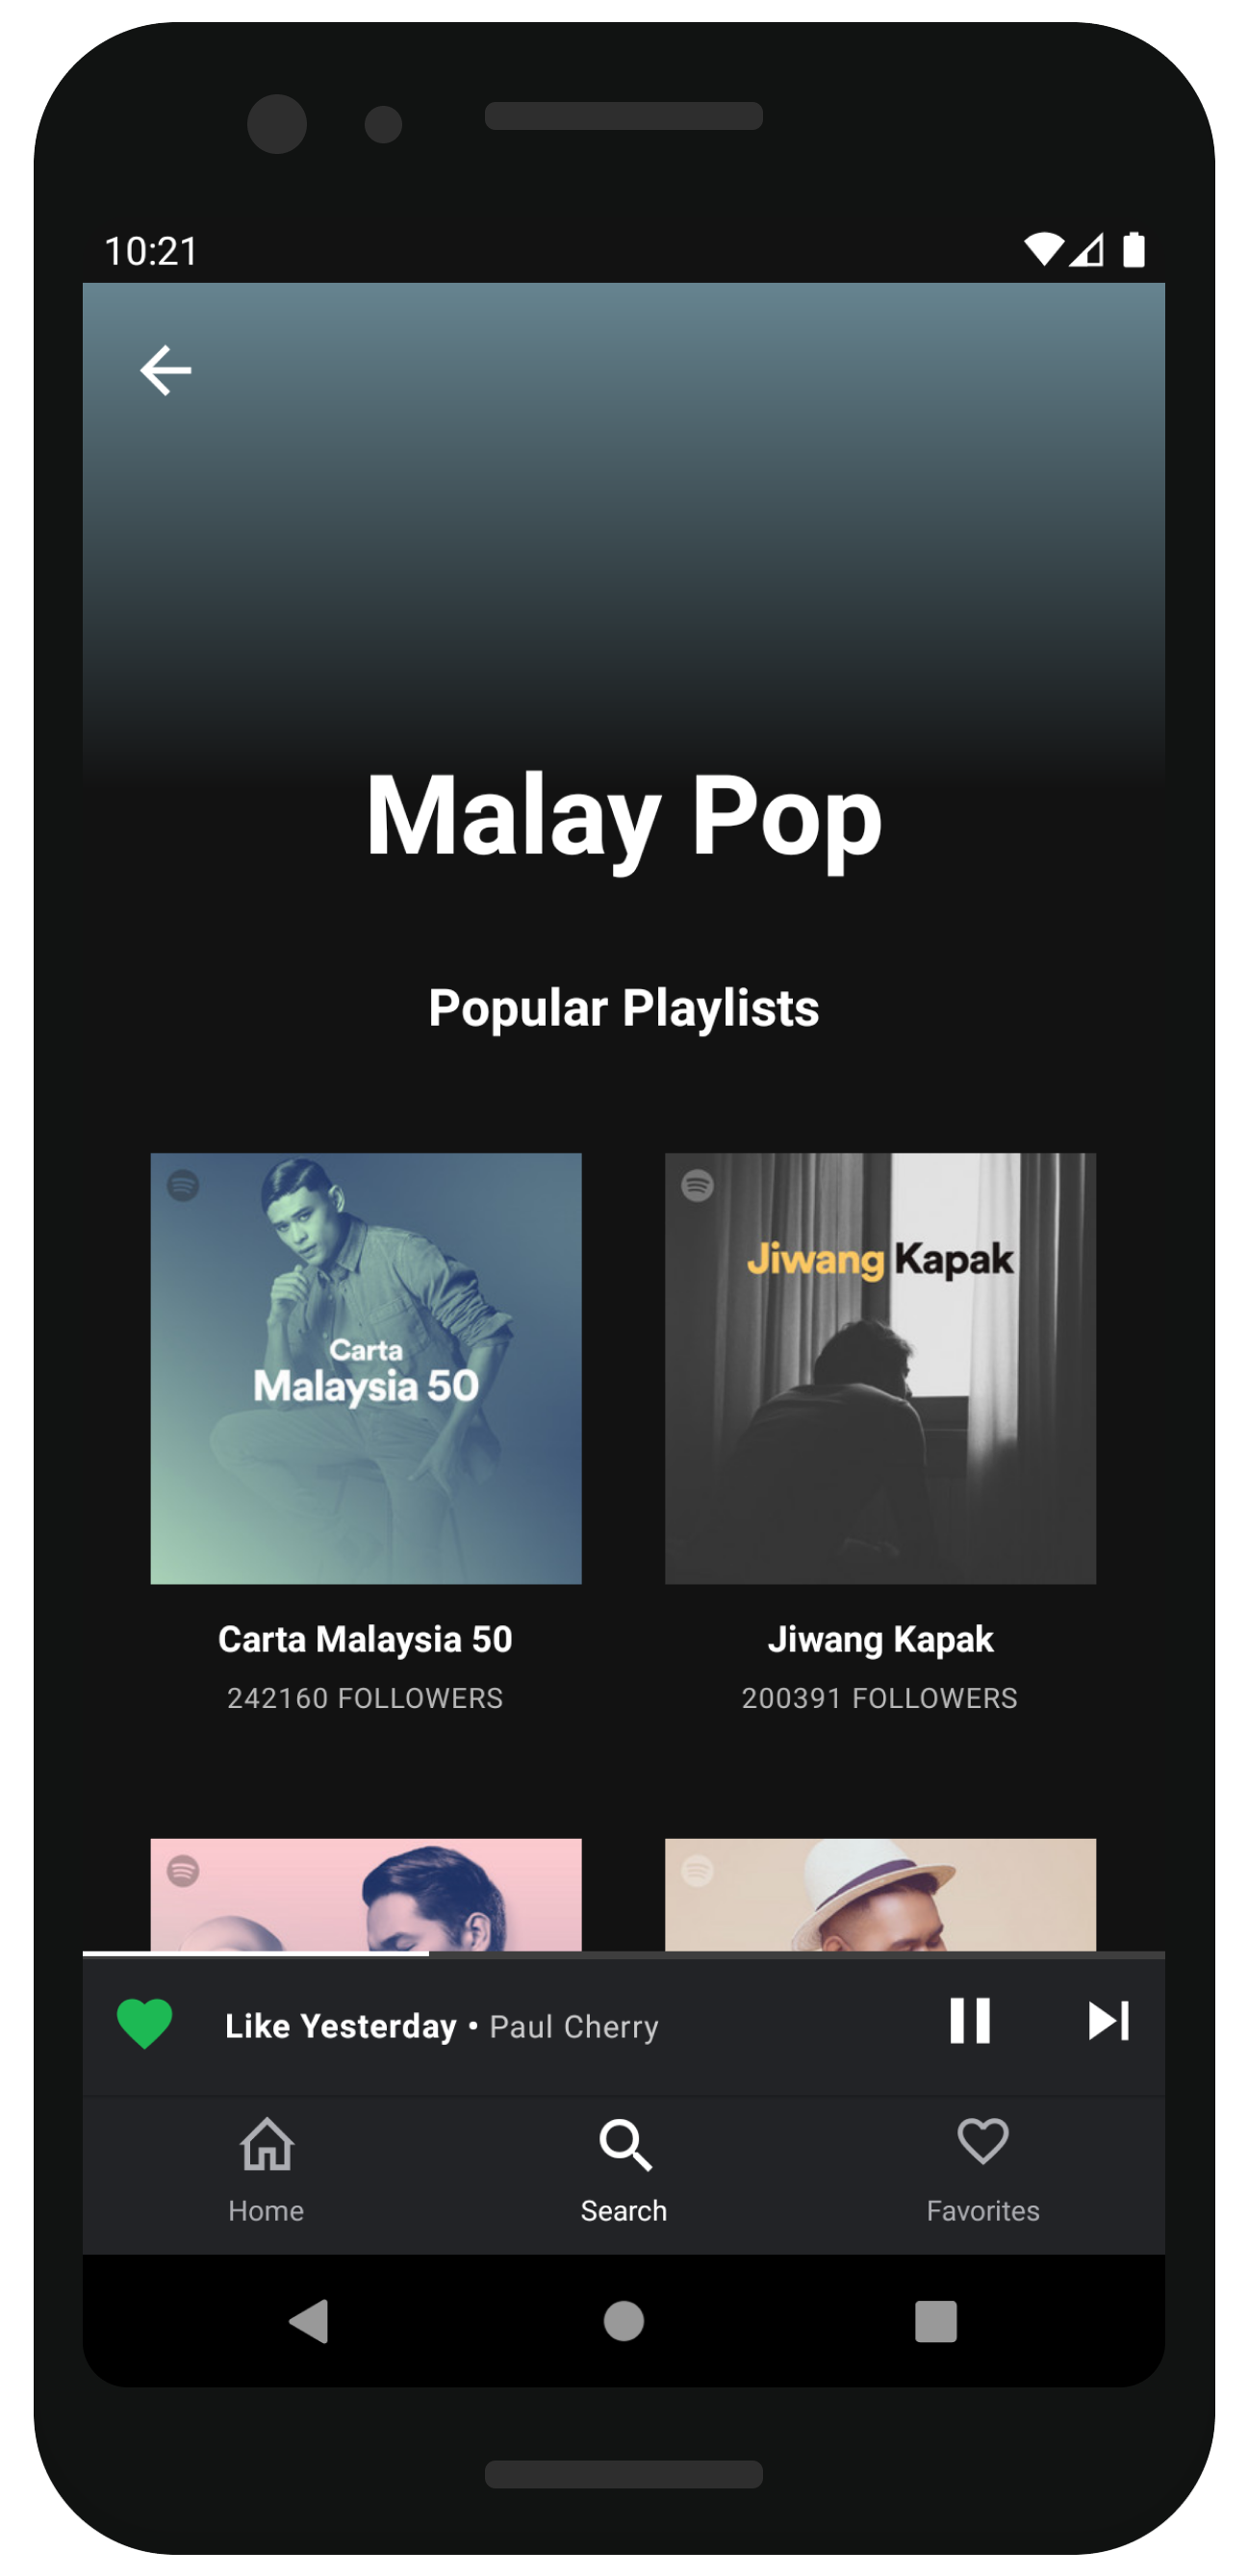 10:21
Malay Pop
Popular Playlists
Carta
Malaysia 50
Jiwang Kapak
Carta Malaysia 50
242160 FOLLOWERS
Jiwang Kapak
200391 FOLLOWERS
Like Yesterday • Paul Cherry
Home
Search
Favorites